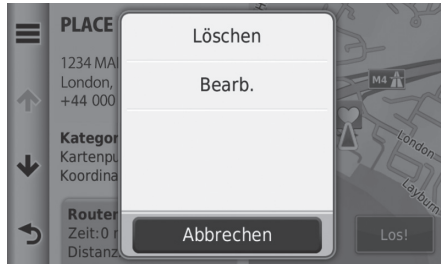 PLACE
Löschen
1234 MA
London,
+44 000
Bearb.
M4
Kategor
Kartenpu
Koordina
London
Layburn
Router
Zeit:0
Distanz
Abbrechen
Los!